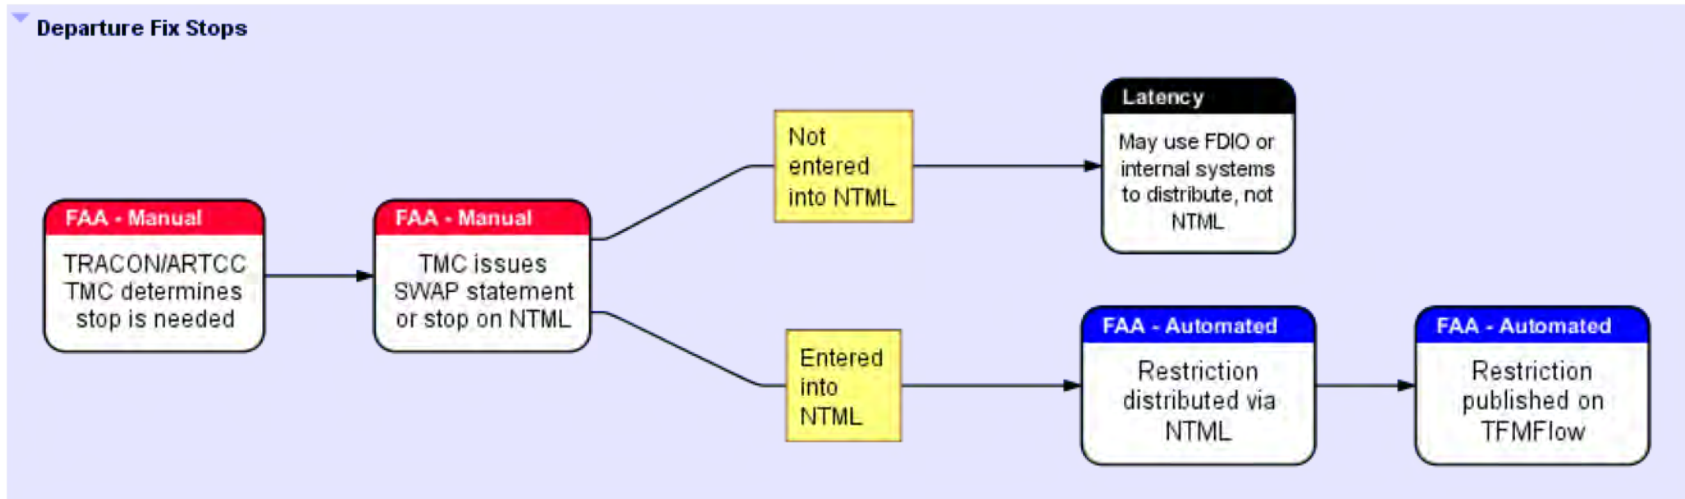 Departure Fix Stops
FAA - Manual
TRACON/ARTCC
TMC determines
stop is needed
FAA - Manual
TMC issues
SWAP statement
or stop on NTML
Not
entered
into NTML
Latency
May use FDIO or
internal systems
to distribute, not
NTML
Entered
into
NTML
FAA - Automated
Restriction
distributed via
NTML
FAA - Automated
Restriction
published on
TFMFlow